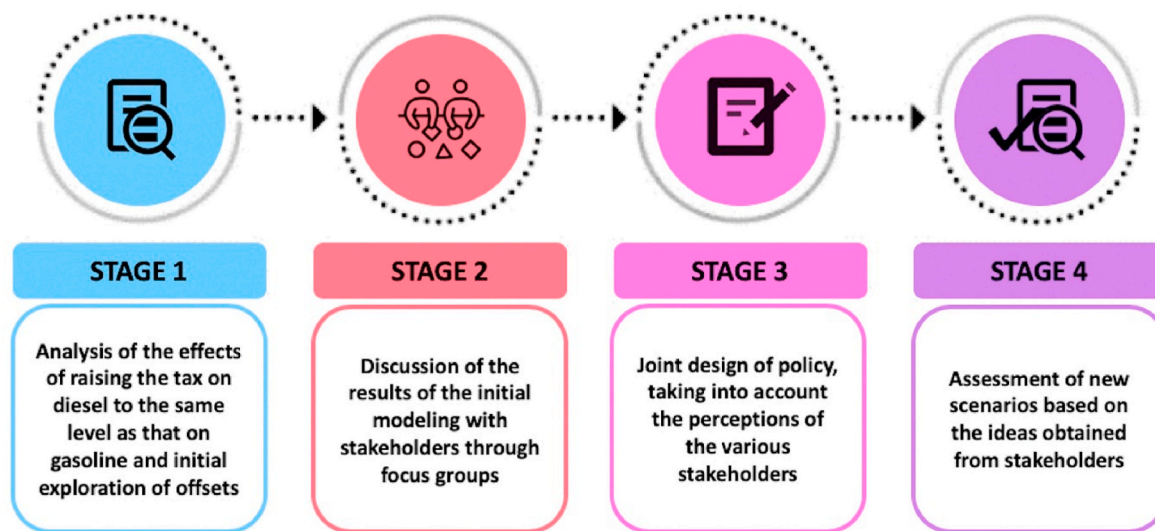 STAGE 1
Analysis of the effects
of raising the tax on
diesel to the same
level as that on
gasoline and initial
exploration of offsets
STAGE 2
Discussion of the
results of the initial
modeling with
stakeholders through
focus groups
STAGE 3
Joint design of policy,
taking into account
the perceptions of
the various
stakeholders
STAGE 4
Assessment of new
scenarios based on
the ideas obtained
from stakeholders